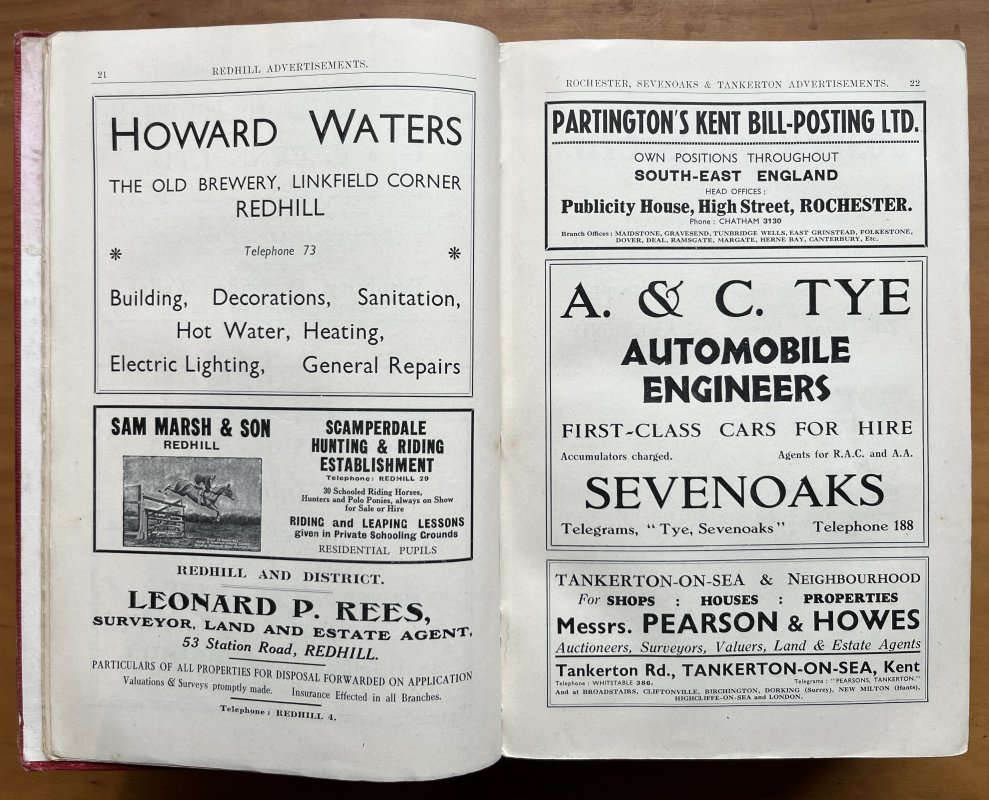 21
REDHILL ADVERTISEMENTS.
HOWARD WATERS
THE OLD BREWERY, LINKFIELD CORNER
REDHILL
* Telephone 73 *
Building, Decorations, Sanitation,
Hot Water, Heating,
Electric Lighting, General Repairs
SAM MARSH & SON
REDHILL
SCAMPERDALE
HUNTING & RIDING
ESTABLISHMENT
Telephone: REDHILL 29
30 Schooled Riding Horses,
Hunters and Polo Ponies, always on Show
for Sale or Hire
RIDING and LEAPING LESSONS
given in Private Schooling Grounds
RESIDENTIAL PUPILS
REDHILL AND DISTRICT.
LEONARD P. REES,
SURVEYOR, LAND AND ESTATE AGENT,
53 Station Road, REDHILL.
PARTICULARS OF ALL PROPERTIES FOR DISPOSAL FORWARDED ON APPLICATION
Valuations & Surveys promptly made. Insurance Effected in all Branches.
Telephone: REDHILL 4.
ROCHESTER, SEVENOAKS & TANKERTON ADVERTISEMENTS. 22
PARTINGTON'S KENT BILL-POSTING LTD.
OWN POSITIONS THROUGHOUT
SOUTH-EAST ENGLAND
HEAD OFFICES:
Publicity House, High Street, ROCHESTER.
Phone: CHATHAM 3130
Branch Offices: MAIDSTONE, GRAVESEND, TUNBRIDGE WELLS, EAST GRINSTEAD, FOLKESTONE,
DOVER, DEAL, RAMSGATE, MARGATE, HERNE BAY, CANTERBURY, Etc.
A. & C. TYE
AUTOMOBILE
ENGINEERS
FIRST-CLASS CARS FOR HIRE
Accumulators charged. Agents for R.A.C. and A.A.
SEVENOAKS
Telegrams, "Tye, Sevenoaks" Telephone 188
TANKERTON-ON-SEA & NEIGHBOURHOOD
For SHOPS : HOUSES : PROPERTIES
Messrs. PEARSON & HOWES
Auctioneers, Surveyors, Valuers, Land & Estate Agents
Tankerton Rd., TANKERTON-ON-SEA, Kent
Telephone: WHITSTABLE 386. Telegrams: "PEARSONS, TANKERTON."
And at BROADSTAIRS, CLIFTONVILLE, BIRCHINGTON, DORKING (Surrey), NEW MILTON (Hants),
HIGHCLIFFE-ON-SEA and LONDON.